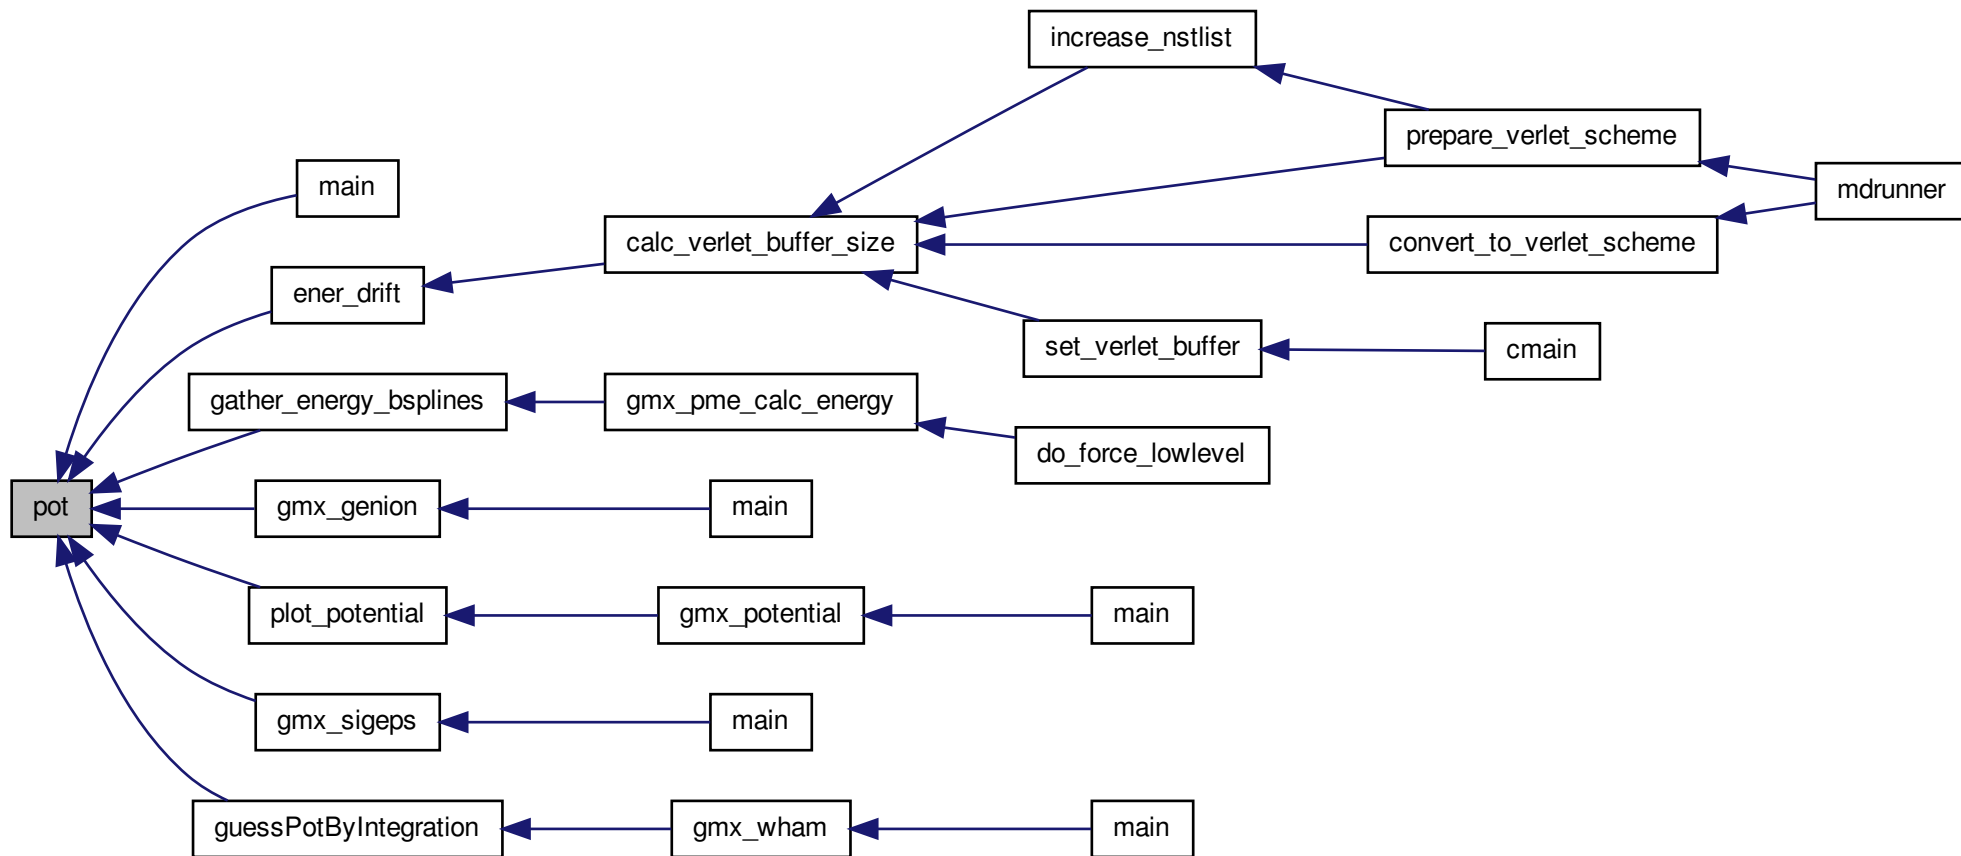 increase_nstlist
prepare_verlet_scheme
main
mdrunner
calc_verlet_buffer_size
convert_to_verlet_scheme
ener_drift
set_verlet_buffer
cmain
gather_energy_bsplines
gmx_pme_calc_energy
do_force_lowlevel
pot
gmx_genion
main
plot_potential
gmx_potential
main
gmx_sigeps
main
guessPotByIntegration
gmx_wham
main